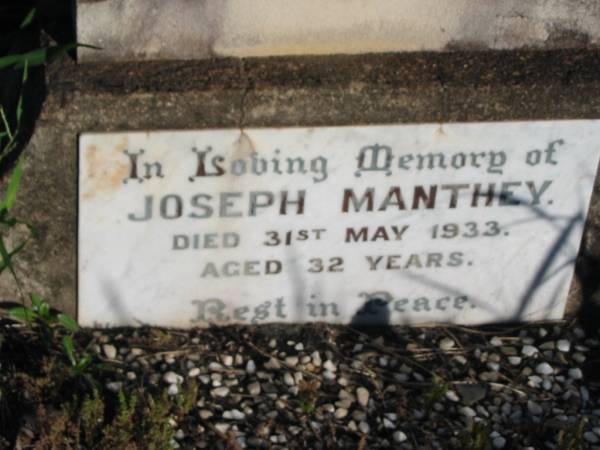 In Loving Memory of
JOSEPH MANTHEY.
DIED 31ST MAY 1933.
AGED 32 YEARS.
Rest in Peace.